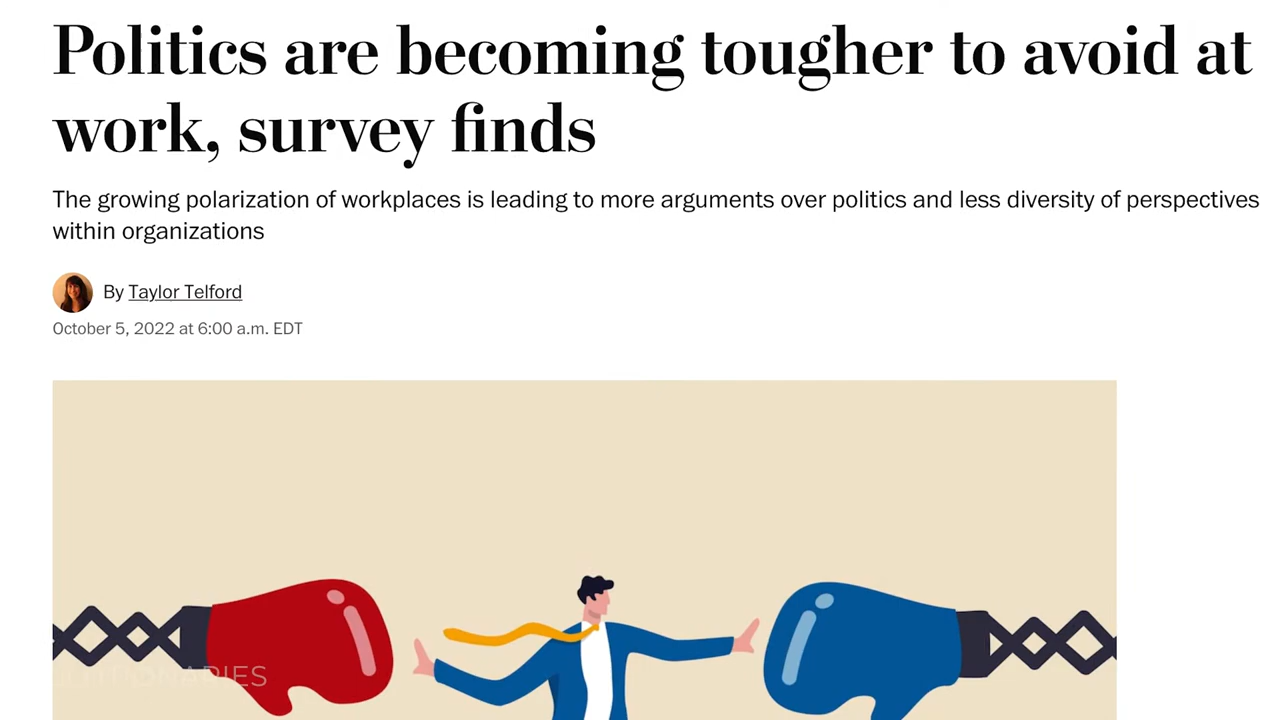 Politics are becoming tougher to avoid at
work, survey finds
The growing polarization of workplaces is leading to more arguments over politics and less diversity of perspectives
within organizations
By Taylor Telford
October 5, 2022 at 6:00 a.m. EDT